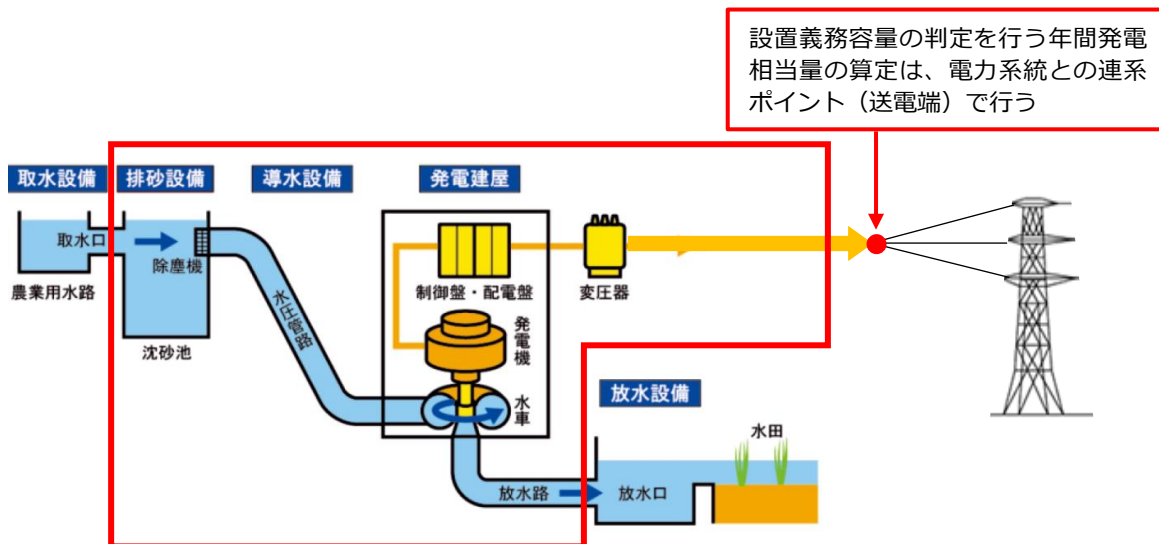 設置義務容量の判定を行う年間発電
相当量の算定は、電力系統との連系
ポイント（送電端）で行う
取水設備
排砂設備
導水設備
発電建屋
取水口
除塵機
農業用水路
沈砂池
水圧管路
制御盤・配電盤
変圧器
発電機
水車
放水設備
水田
放水路
放水口